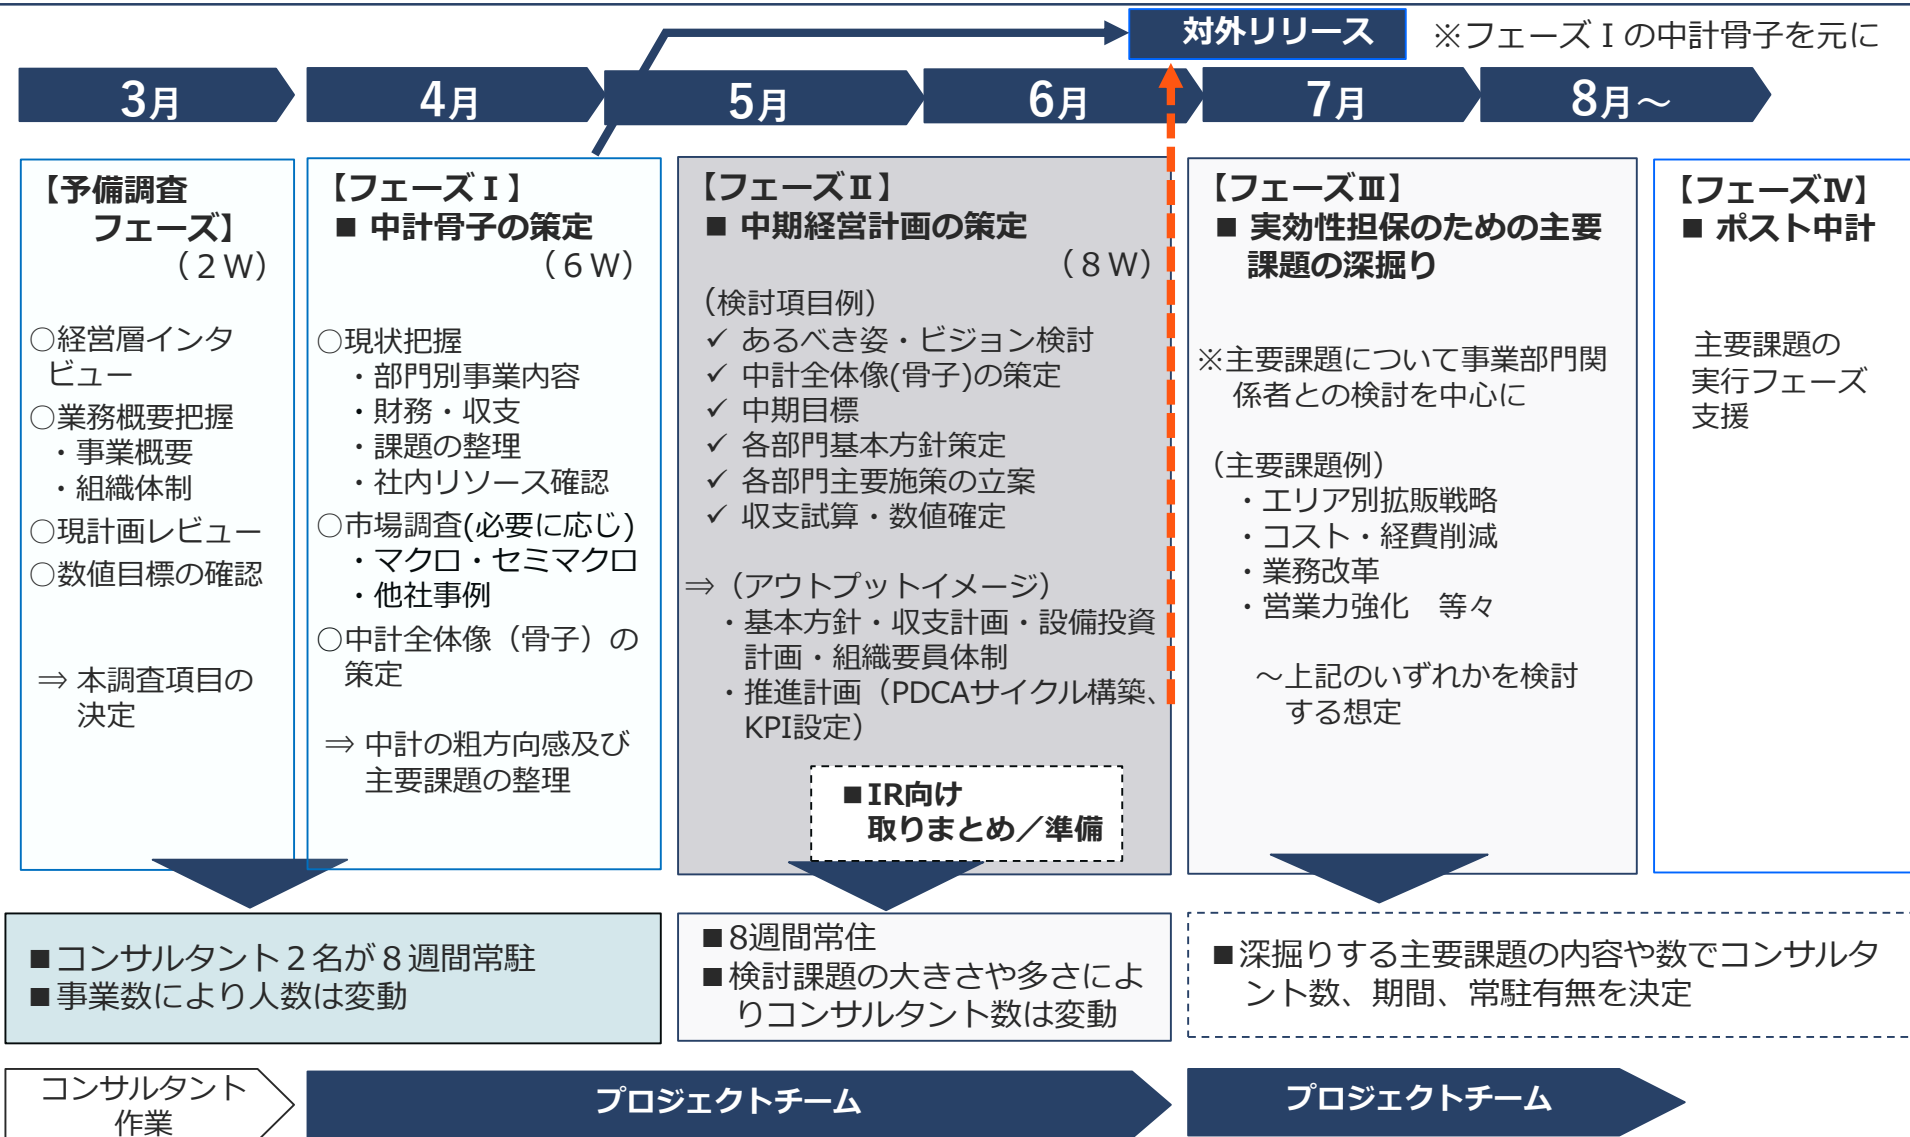 対外リリース
※フェーズⅠの中計骨子を元に
3月
4月
5月
6月
7月
8月～
【予備調査
フェーズ】
（２W）
○経営層インタ
ビュー
○業務概要把握
・事業概要
・組織体制
○現計画レビュー
○数値目標の確認
⇒ 本調査項目の
決定
【フェーズⅠ】
■ 中計骨子の策定
（６W）
○現状把握
・部門別事業内容
・財務・収支
・課題の整理
・社内リソース確認
○市場調査(必要に応じ)
・マクロ・セミマクロ
・他社事例
○中計全体像（骨子）の
策定
⇒ 中計の粗方向感及び
主要課題の整理
【フェーズⅡ】
■ 中期経営計画の策定
（８W）
（検討項目例）
✓ あるべき姿・ビジョン検討
✓ 中計全体像(骨子)の策定
✓ 中期目標
✓ 各部門基本方針策定
✓ 各部門主要施策の立案
✓ 収支試算・数値確定
⇒（アウトプットイメージ）
・基本方針・収支計画・設備投資
計画・組織要員体制
・推進計画（PDCAサイクル構築、
KPI設定）
■IR向け
取りまとめ／準備
【フェーズⅢ】
■ 実効性担保のための主要
課題の深掘り
※主要課題について事業部門関
係者との検討を中心に
（主要課題例）
・エリア別拡販戦略
・コスト・経費削減
・業務改革
・営業力強化　等々
～上記のいずれかを検討
する想定
【フェーズⅣ】
■ ポスト中計
主要課題の
実行フェーズ
支援
■コンサルタント２名が８週間常駐
■事業数により人数は変動
■8週間常住
■検討課題の大きさや多さによ
りコンサルタント数は変動
■深掘りする主要課題の内容や数でコンサルタ
ント数、期間、常駐有無を決定
コンサルタント
作業
プロジェクトチーム
プロジェクトチーム